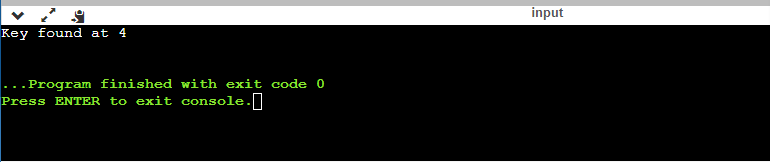 input
Key found at 4
...Program finished with exit code 0
Press ENTER to exit console.